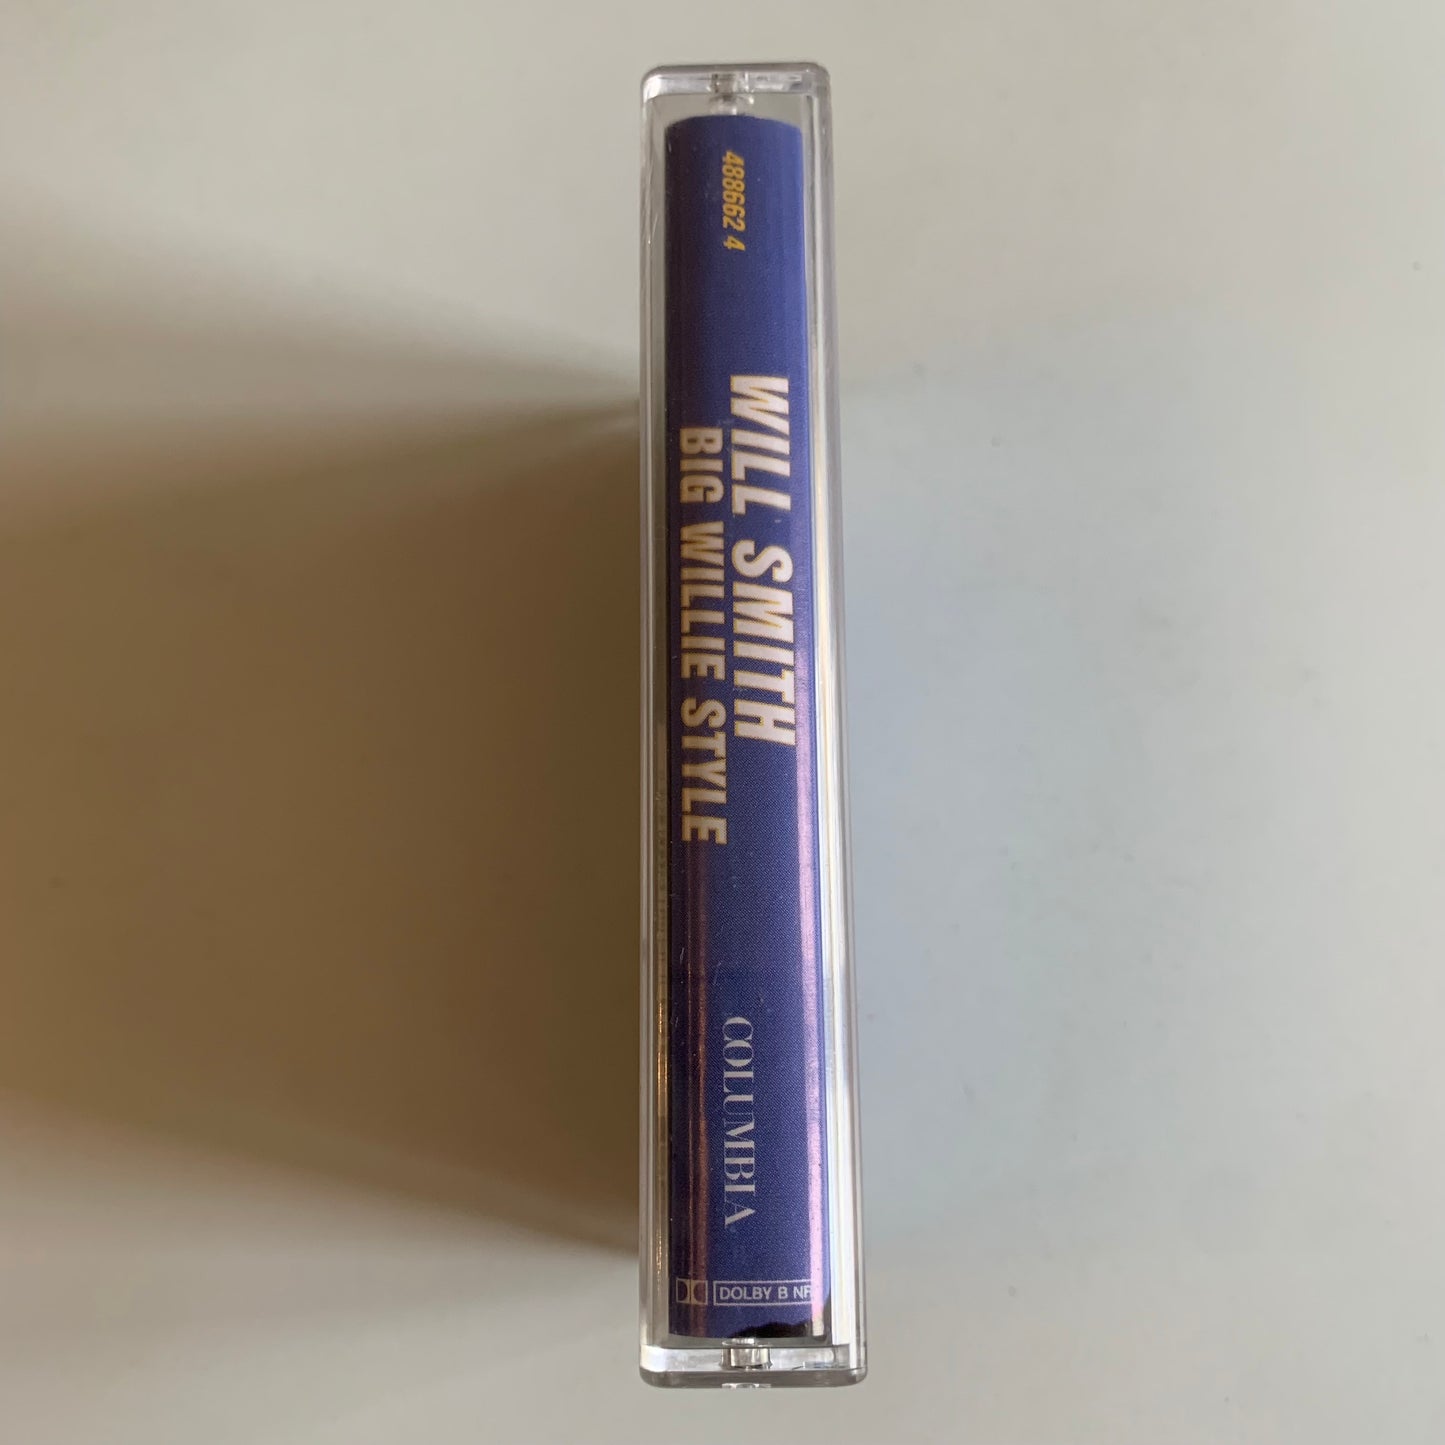 488662 4
WILL SMITH
BIG WILLIE STYLE
COLUMBIA
DOLBY B NR